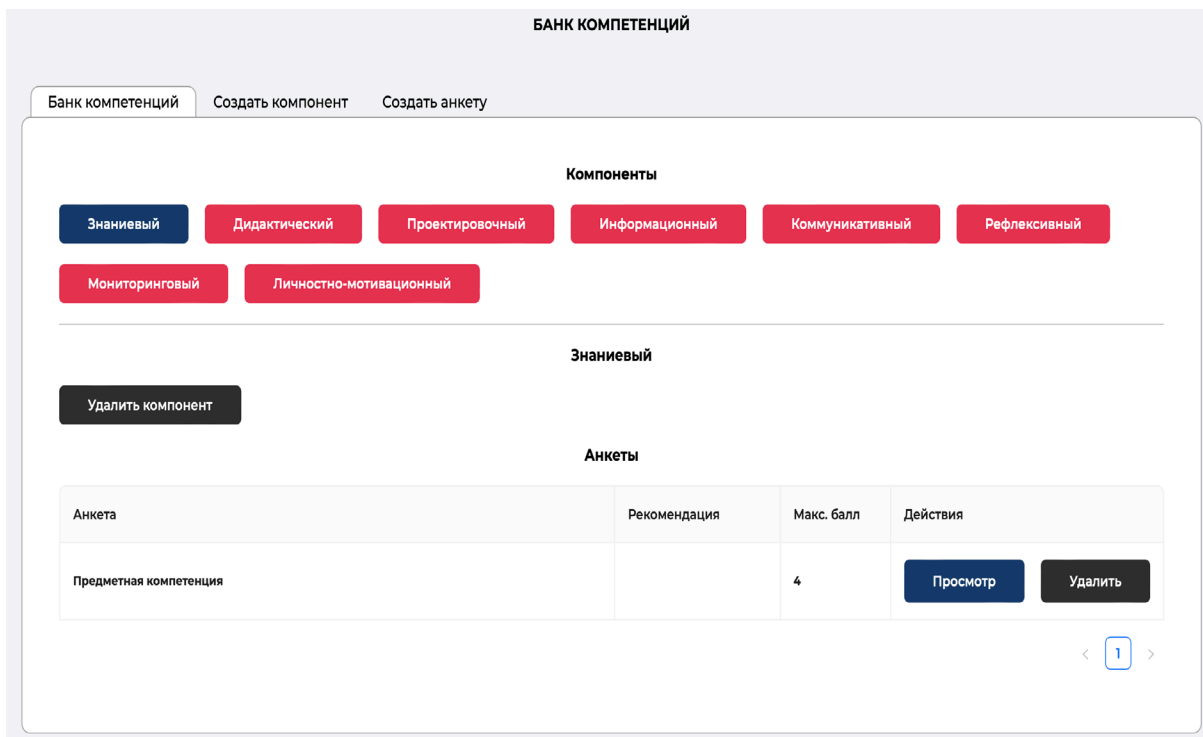 БАНК КОМПЕТЕНЦИЙ
Банк компетенций Создать компонент Создать анкету
Компоненты
Знаниевый Дидактический Проектировочный Информационный Коммуникативный Рефлексивный
Мониторинговый Личностно-мотивационный
Знаниевый
Удалить компонент
Анкеты
Анкета Рекомендация Макс. балл Действия
Предметная компетенция 4 Просмотр Удалить
< 1 >